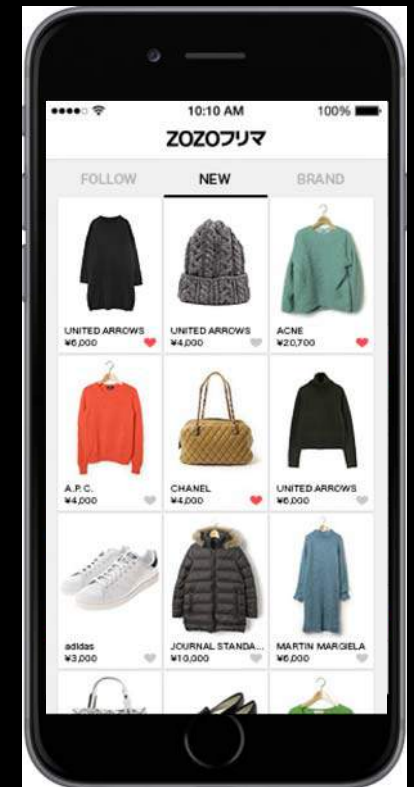 10:10 AM
100%
ZOZOフリマ
FOLLOW NEW BRAND
UNITED ARROWS
¥6,000
UNITED ARROWS
¥4,000
ACNE
¥20,700
A.P.C.
¥4,000
CHANEL
¥4,000
UNITED ARROWS
¥6,000
adidas
¥3,000
JOURNAL STANDA...
¥10,000
MARTIN MARGIELA
¥6,000